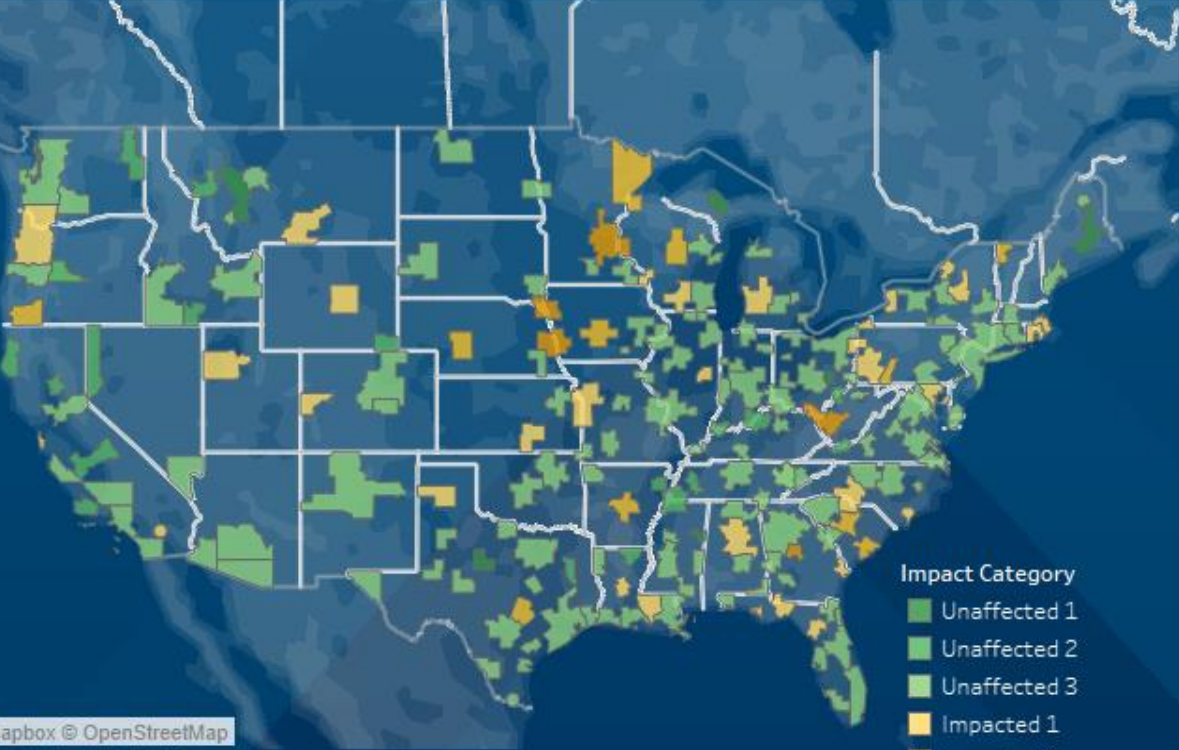 Impact Category
Unaffected 1
Unaffected 2
Unaffected 3
Impacted 1
apbox © OpenStreetMap